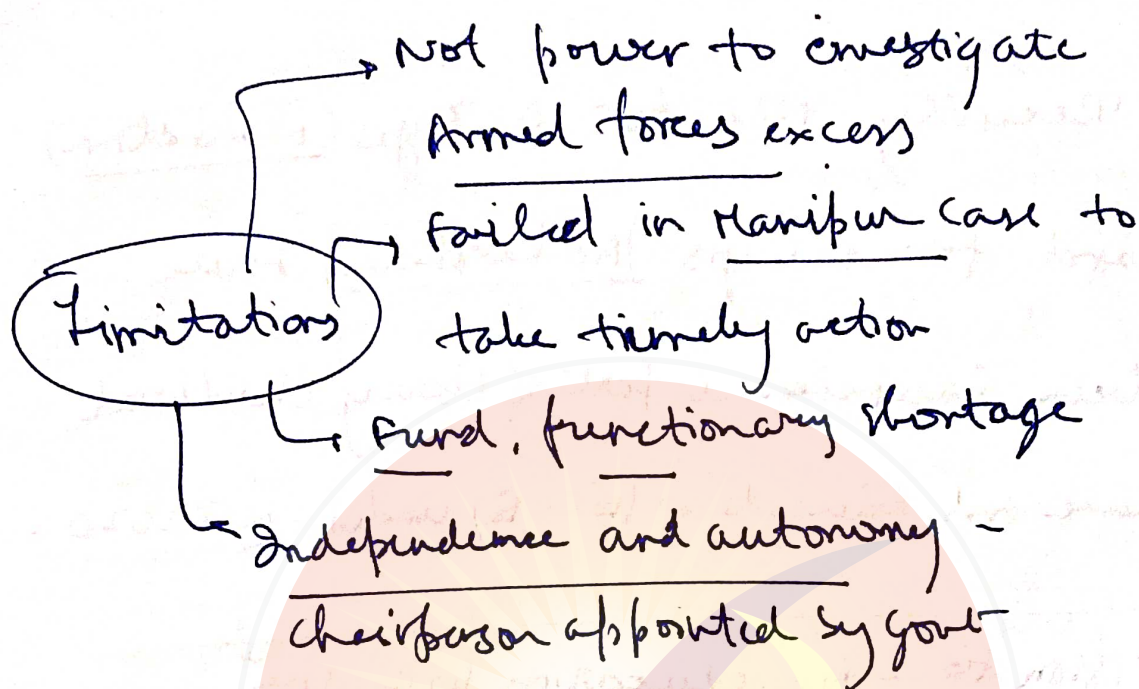 Not power to investigate
Armed forces excess
Failed in Manipur case to
Limitations
take timely action
Fund, functionary shortage
Independence and autonomy -
chairperson appointed by govt